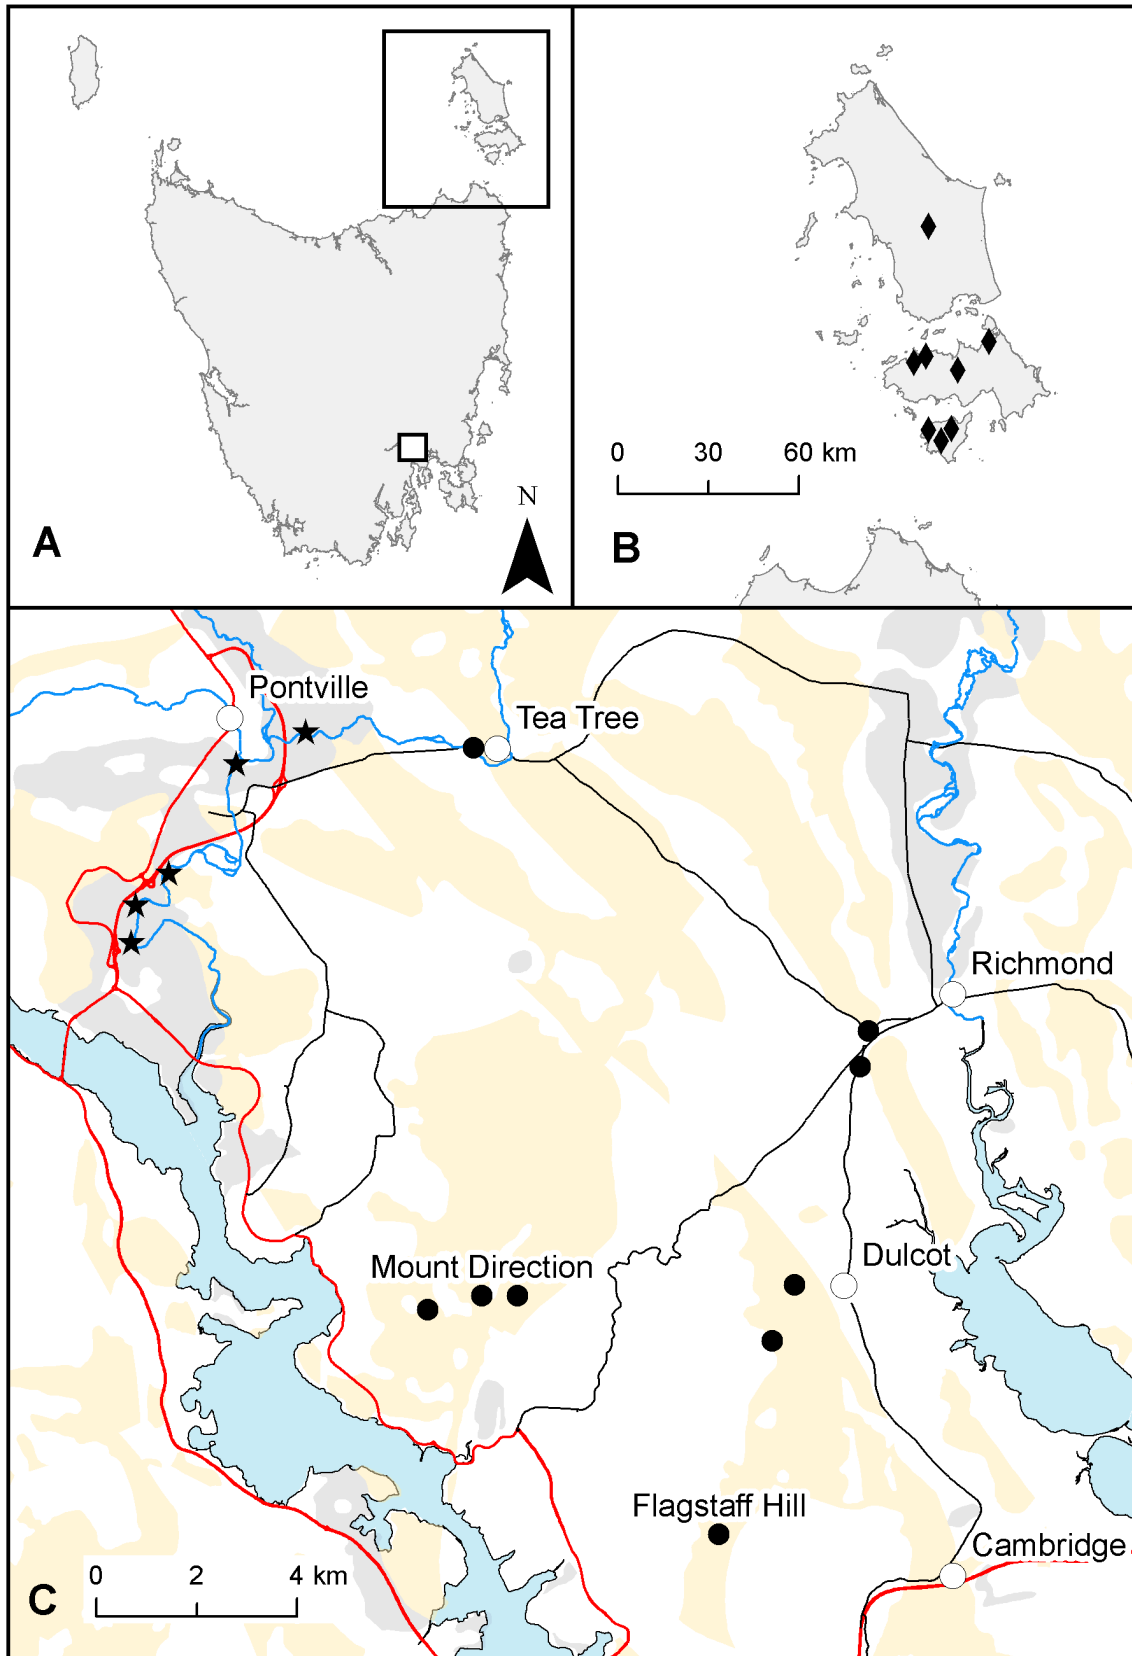 N
A
0 30 60 km
B
Pontville
Tea Tree
Richmond
Dulcot
Mount Direction
Flagstaff Hill
Cambridge
0 2 4 km
C